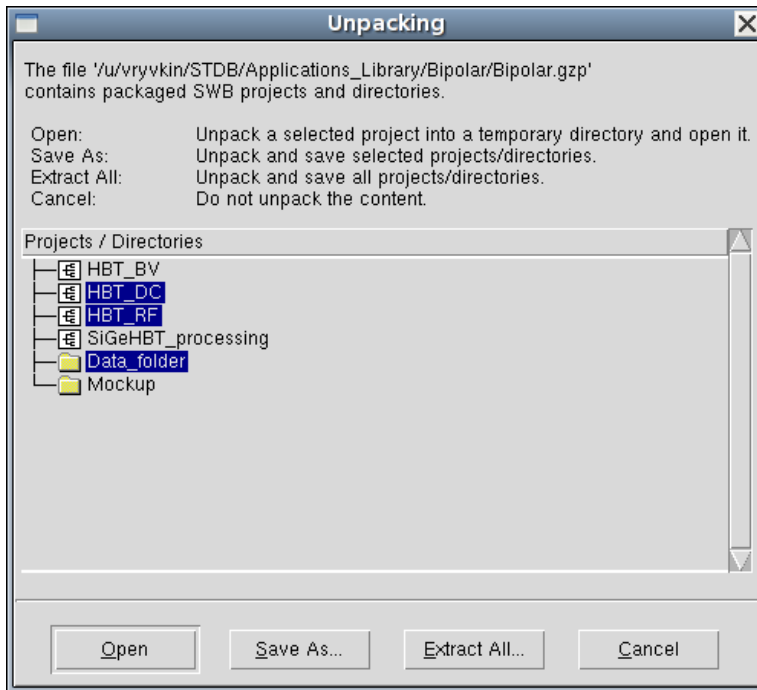 Unpacking
The file '/u/vryvkin/STDB/Applications_Library/Bipolar/Bipolar.gzp'
contains packaged SWB projects and directories.
Open: Unpack a selected project into a temporary directory and open it.
Save As: Unpack and save selected projects/directories.
Extract All: Unpack and save all projects/directories.
Cancel: Do not unpack the content.
Projects / Directories
HBT_BV
HBT_DC
HBT_RF
SiGeHBT_processing
Data_folder
Mockup
Open Save As... Extract All... Cancel